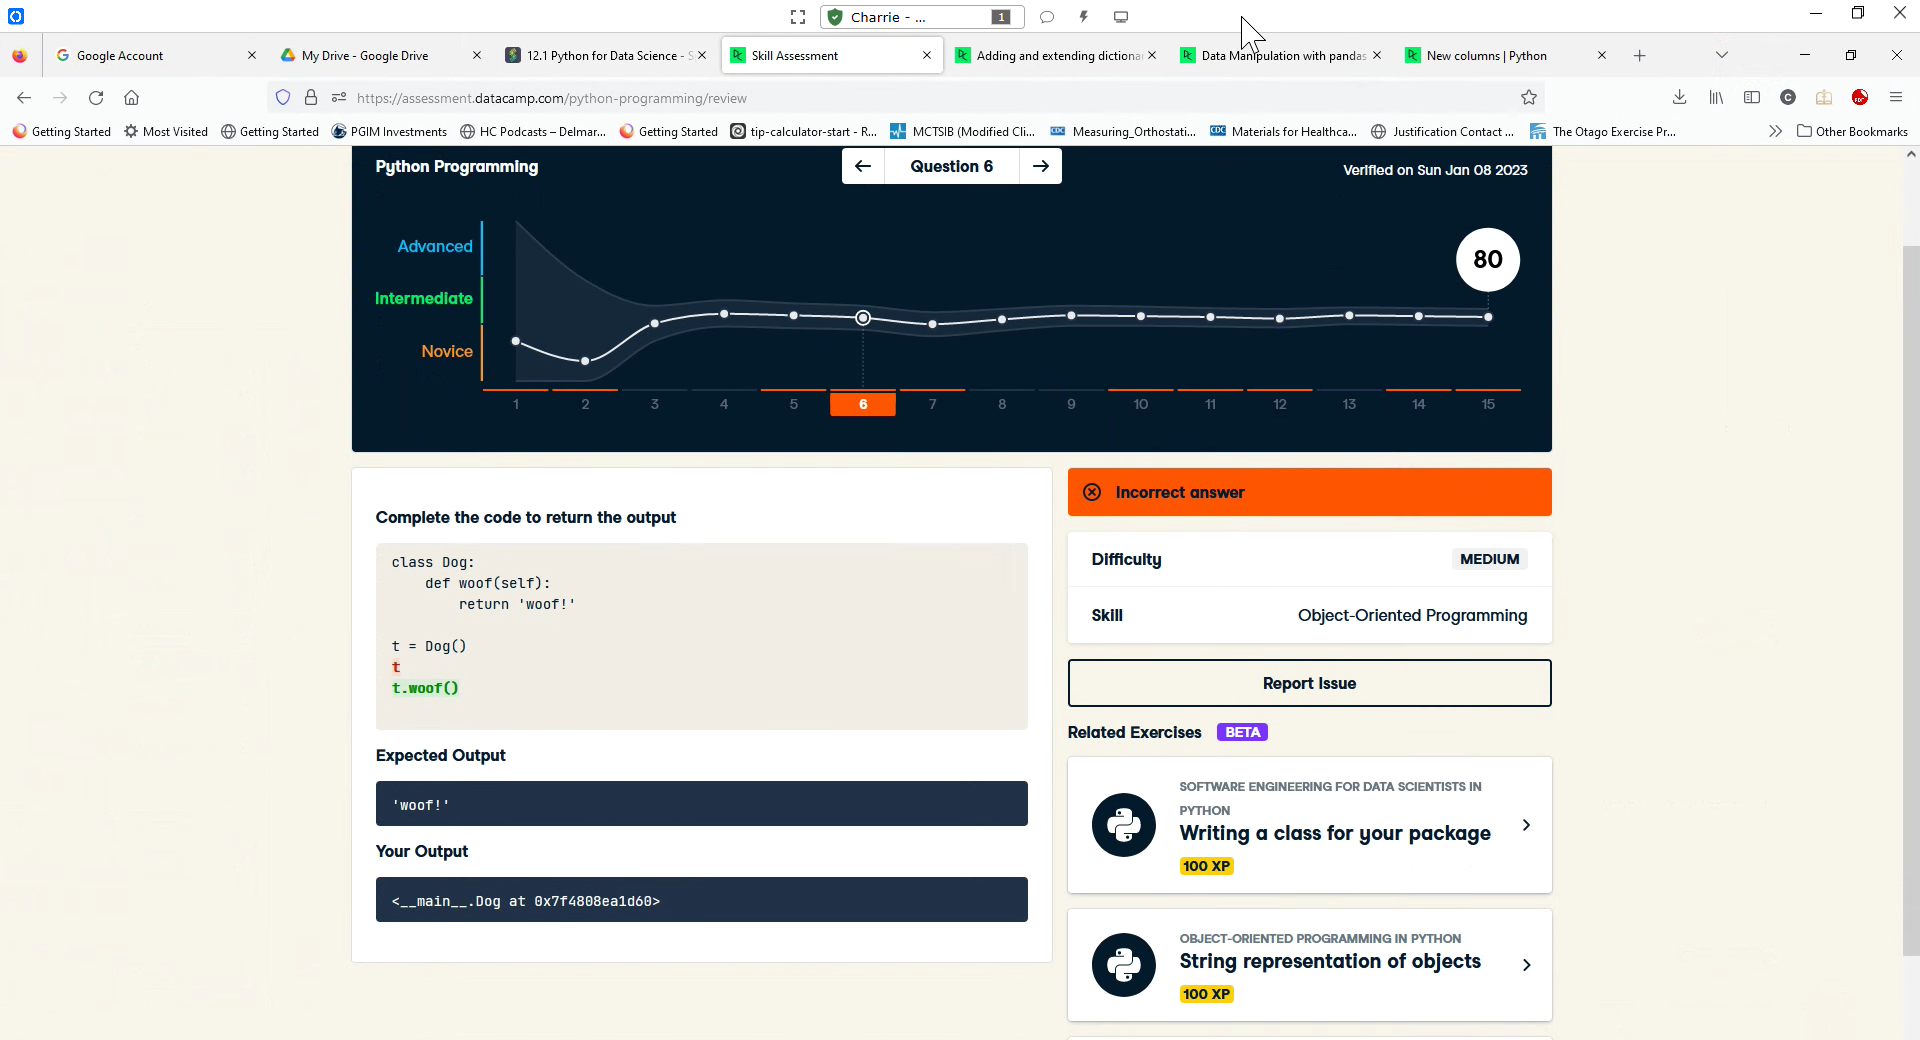 Charrie - ...
1
Google Account
My Drive - Google Drive
12.1 Python for Data Science - S
Skill Assessment
Adding and extending dictionar
Data Manipulation with pandas
New columns | Python
https://assessment.datacamp.com/python-programming/review
Getting Started
Most Visited
Getting Started
PGIM Investments
HC Podcasts – Delmar...
Getting Started
tip-calculator-start - R...
MCTSIB (Modified Cli...
Measuring_Orthostati...
Materials for Healthca...
Justification Contact ...
The Otago Exercise Pr...
Other Bookmarks
Python Programming
Question 6
Verified on Sun Jan 08 2023
Advanced
Intermediate
Novice
80
1 2 3 4 5 6 7 8 9 10 11 12 13 14 15
Complete the code to return the output
class Dog:
    def woof(self):
        return 'woof!'
t = Dog()
t
t.woof()
Expected Output
'woof!'
Your Output
<__main__.Dog at 0x7f4808ea1d60>
Incorrect answer
Difficulty
MEDIUM
Skill
Object-Oriented Programming
Report Issue
Related Exercises
BETA
SOFTWARE ENGINEERING FOR DATA SCIENTISTS IN
PYTHON
Writing a class for your package
100 XP
OBJECT-ORIENTED PROGRAMMING IN PYTHON
String representation of objects
100 XP